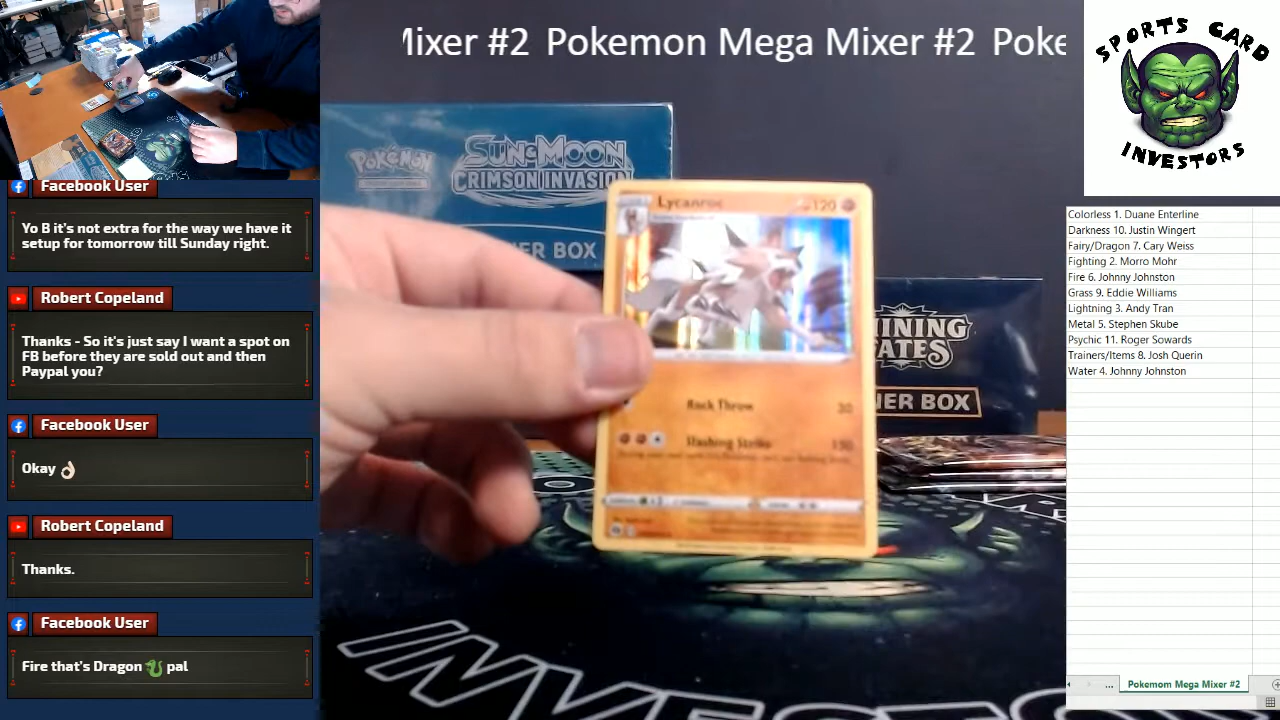 Mixer #2 Pokemon Mega Mixer #2 Poke
SPORTS CARD
INVESTORS
Facebook User
Yo B it's not extra for the way we have it
setup for tomorrow till Sunday right.
Robert Copeland
Thanks - So it's just say I want a spot on
FB before they are sold out and then
Paypal you?
Facebook User
Okay 👌🏻
Robert Copeland
Thanks.
Facebook User
Fire that's Dragon 🐉 pal
POKÉMON
SUN & MOON
CRIMSON INVASION
NER BOX
INING
ATES
NER BOX
Lycanroc
120
Rock Throw 30
Slashing Strike
INVES
Colorless 1. Duane Enterline
Darkness 10. Justin Wingert
Fairy/Dragon 7. Cary Weiss
Fighting 2. Morro Mohr
Fire 6. Johnny Johnston
Grass 9. Eddie Williams
Lightning 3. Andy Tran
Metal 5. Stephen Skube
Psychic 11. Roger Sowards
Trainers/Items 8. Josh Querin
Water 4. Johnny Johnston
... Pokemom Mega Mixer #2